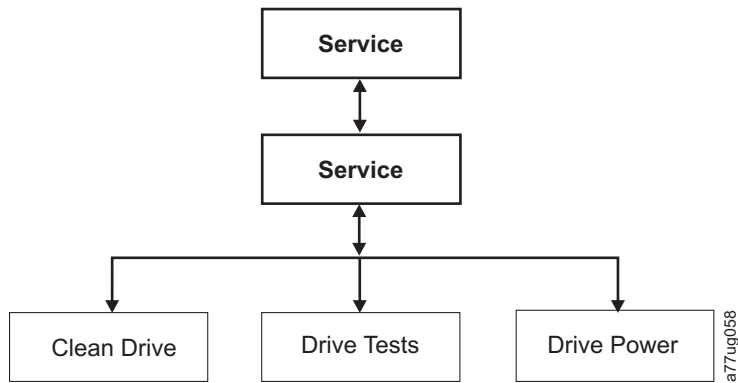 Service
Service
Clean Drive
Drive Tests
Drive Power
a77ug058